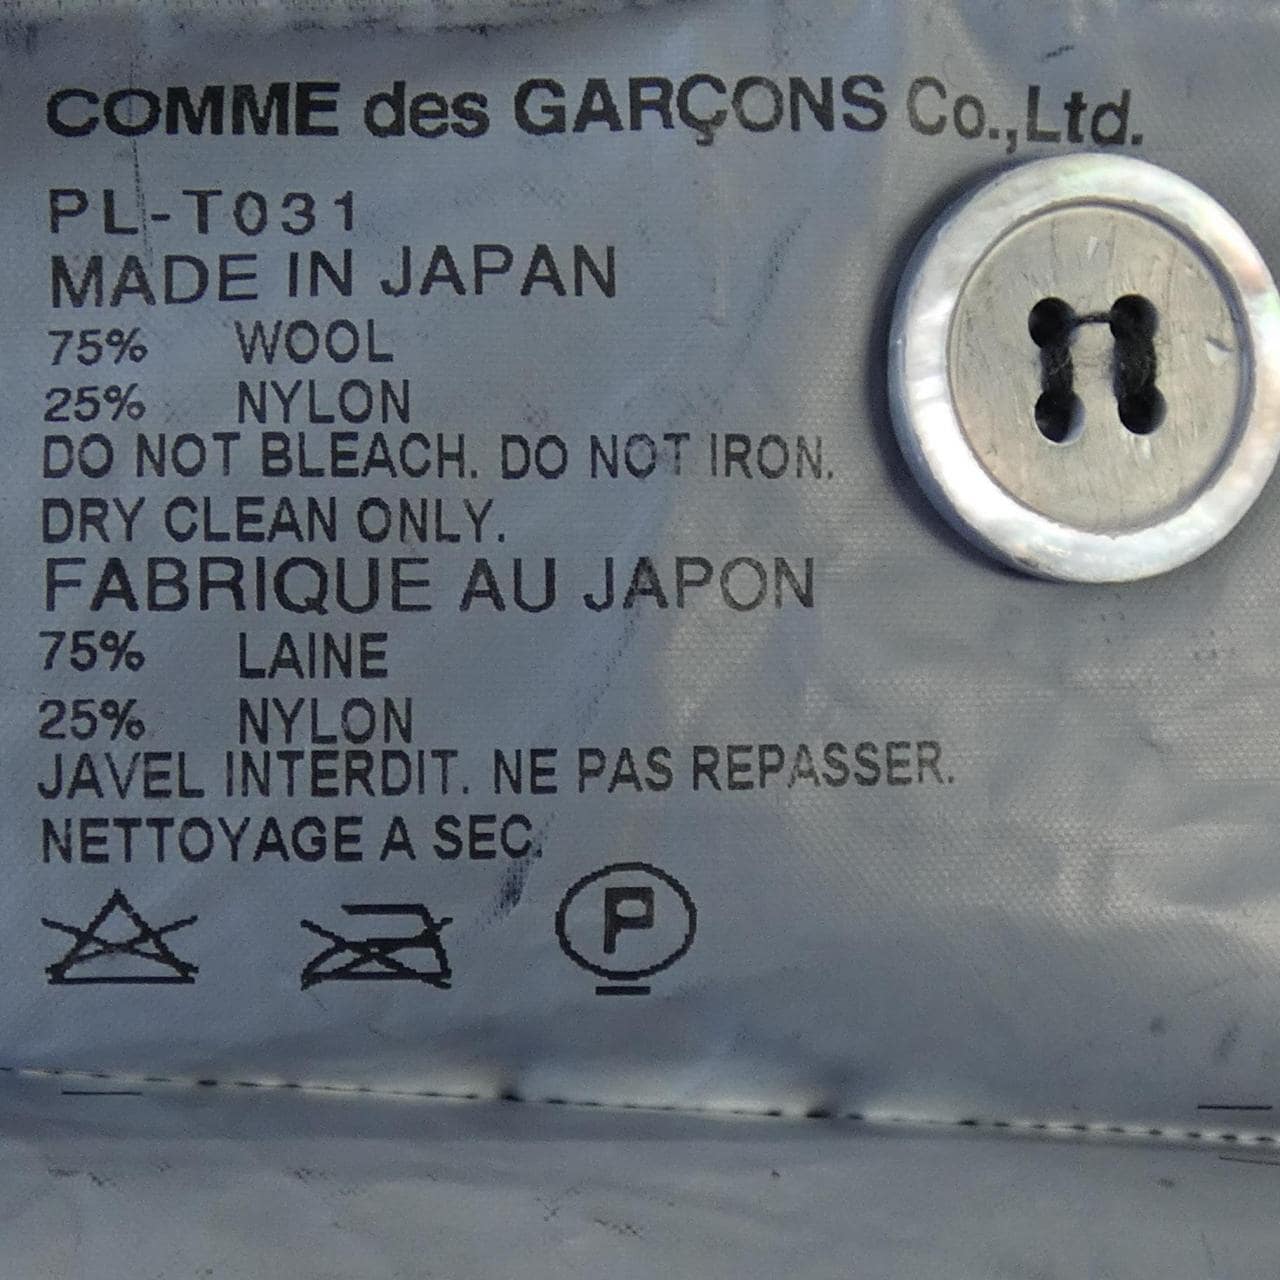 COMME des GARÇONS Co.,Ltd.
PL-T031
MADE IN JAPAN
75% WOOL
25% NYLON
DO NOT BLEACH. DO NOT IRON.
DRY CLEAN ONLY.
FABRIQUE AU JAPON
75% LAINE
25% NYLON
JAVEL INTERDIT. NE PAS REPASSER.
NETTOYAGE A SEC.
P